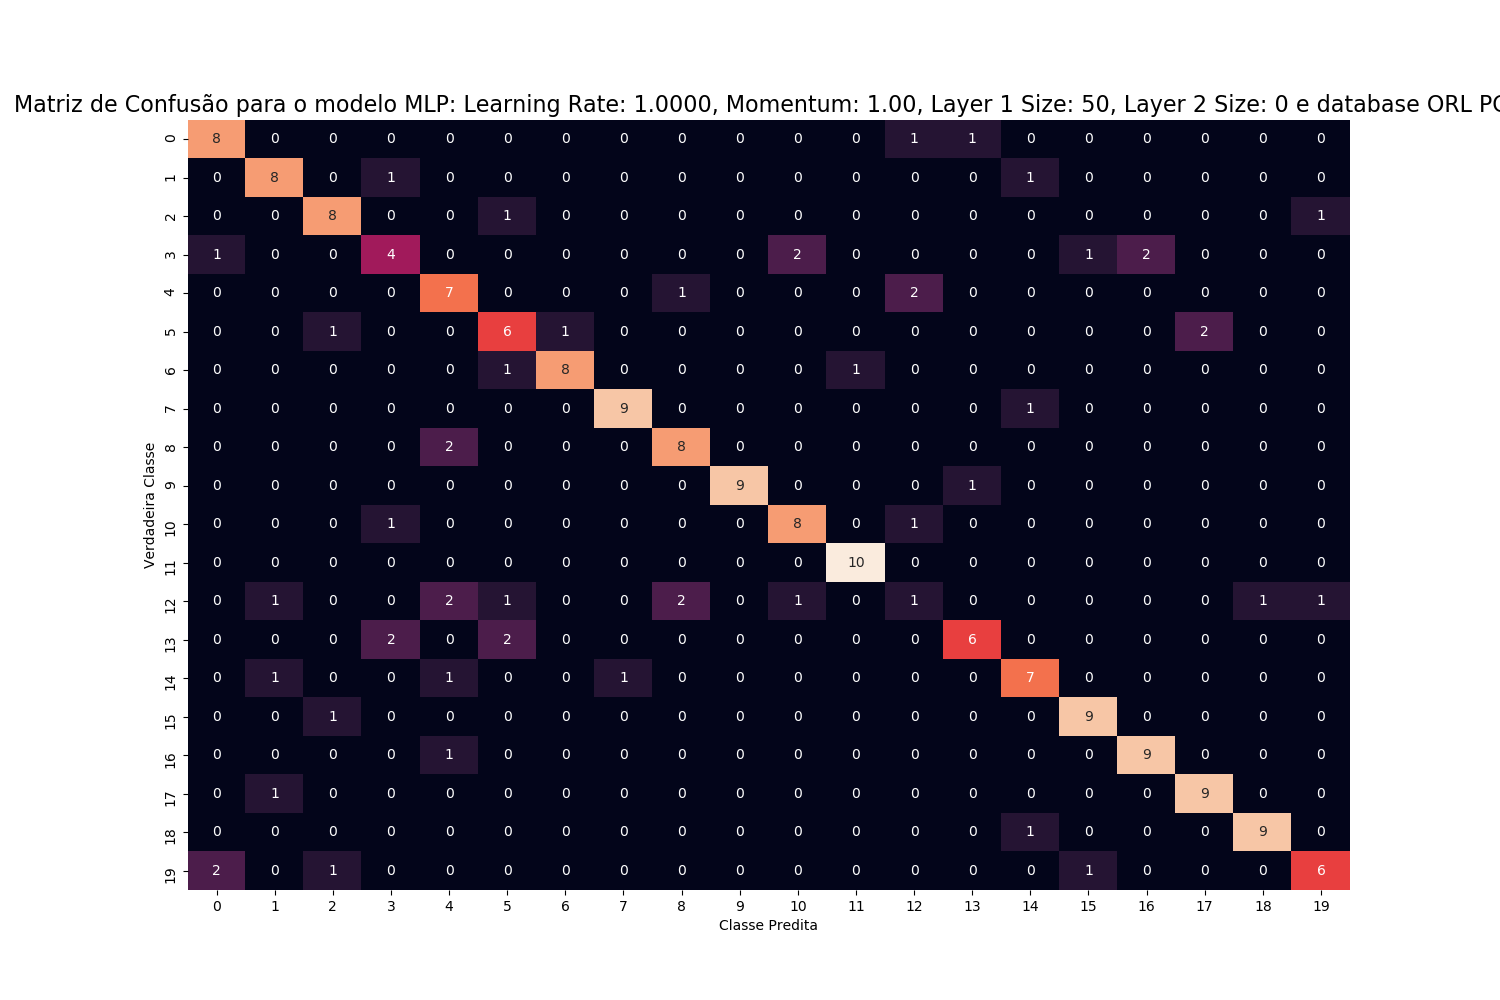 Matriz de Confusão para o modelo MLP: Learning Rate: 1.0000, Momentum: 1.00, Layer 1 Size: 50, Layer 2 Size: 0 e database ORL
0 8 0 0 0 0 0 0 0 0 0 0 0 1 1 0 0 0 0 0 0
1 0 8 0 1 0 0 0 0 0 0 0 0 0 0 1 0 0 0 0 0
2 0 0 8 0 0 1 0 0 0 0 0 0 0 0 0 0 0 0 0 1
3 1 0 0 4 0 0 0 0 0 0 2 0 0 0 0 1 2 0 0 0
4 0 0 0 0 7 0 0 0 1 0 0 0 2 0 0 0 0 0 0 0
5 0 0 1 0 0 6 1 0 0 0 0 0 0 0 0 0 0 2 0 0
6 0 0 0 0 0 1 8 0 0 0 0 1 0 0 0 0 0 0 0 0
7 0 0 0 0 0 0 0 9 0 0 0 0 0 0 1 0 0 0 0 0
8 0 0 0 0 2 0 0 0 8 0 0 0 0 0 0 0 0 0 0 0
9 0 0 0 0 0 0 0 0 0 9 0 0 0 1 0 0 0 0 0 0
10 0 0 0 1 0 0 0 0 0 0 8 0 1 0 0 0 0 0 0 0
11 0 0 0 0 0 0 0 0 0 0 0 10 0 0 0 0 0 0 0 0
12 0 1 0 0 2 1 0 0 2 0 1 0 1 0 0 0 0 0 1 1
13 0 0 0 2 0 2 0 0 0 0 0 0 0 6 0 0 0 0 0 0
14 0 1 0 0 1 0 0 1 0 0 0 0 0 0 7 0 0 0 0 0
15 0 0 1 0 0 0 0 0 0 0 0 0 0 0 0 9 0 0 0 0
16 0 0 0 0 1 0 0 0 0 0 0 0 0 0 0 0 9 0 0 0
17 0 1 0 0 0 0 0 0 0 0 0 0 0 0 0 0 0 9 0 0
18 0 0 0 0 0 0 0 0 0 0 0 0 0 0 1 0 0 0 9 0
19 2 0 1 0 0 0 0 0 0 0 0 0 0 0 0 1 0 0 0 6
0 1 2 3 4 5 6 7 8 9 10 11 12 13 14 15 16 17 18 19
Verdadeira Classe
Classe Predita